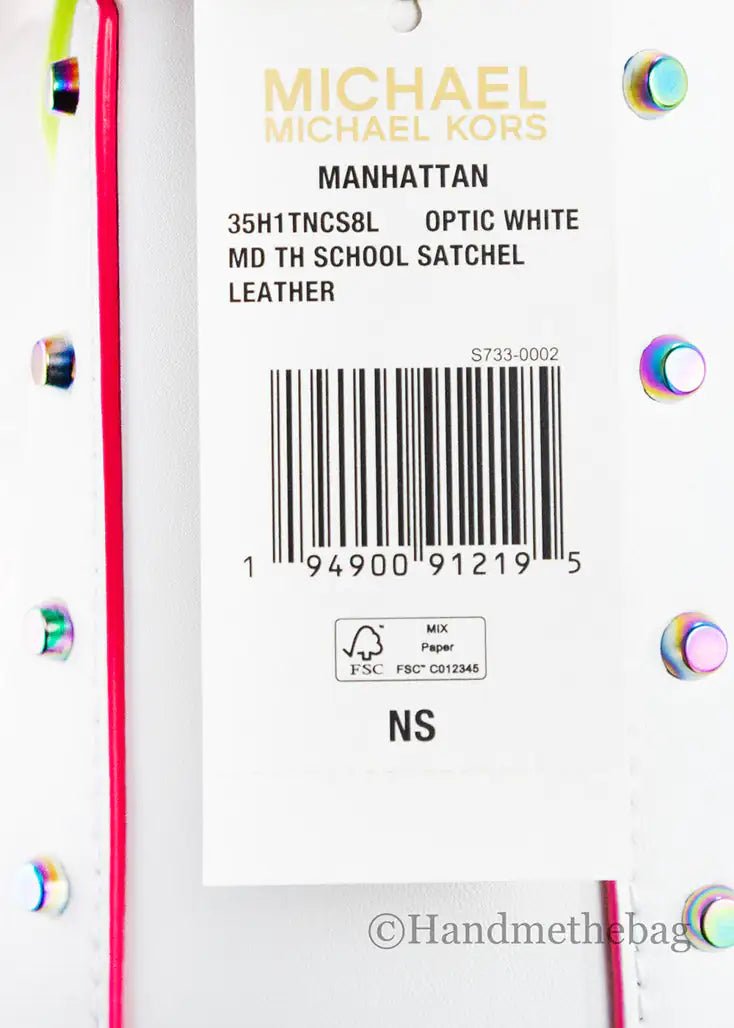 MICHAEL
MICHAEL KORS
MANHATTAN
35H1TNCS8L OPTIC WHITE
MD TH SCHOOL SATCHEL
LEATHER
S733-0002
1 94900 91219 5
MIX
Paper
FSC FSC™ C012345
NS
©Handmethebag